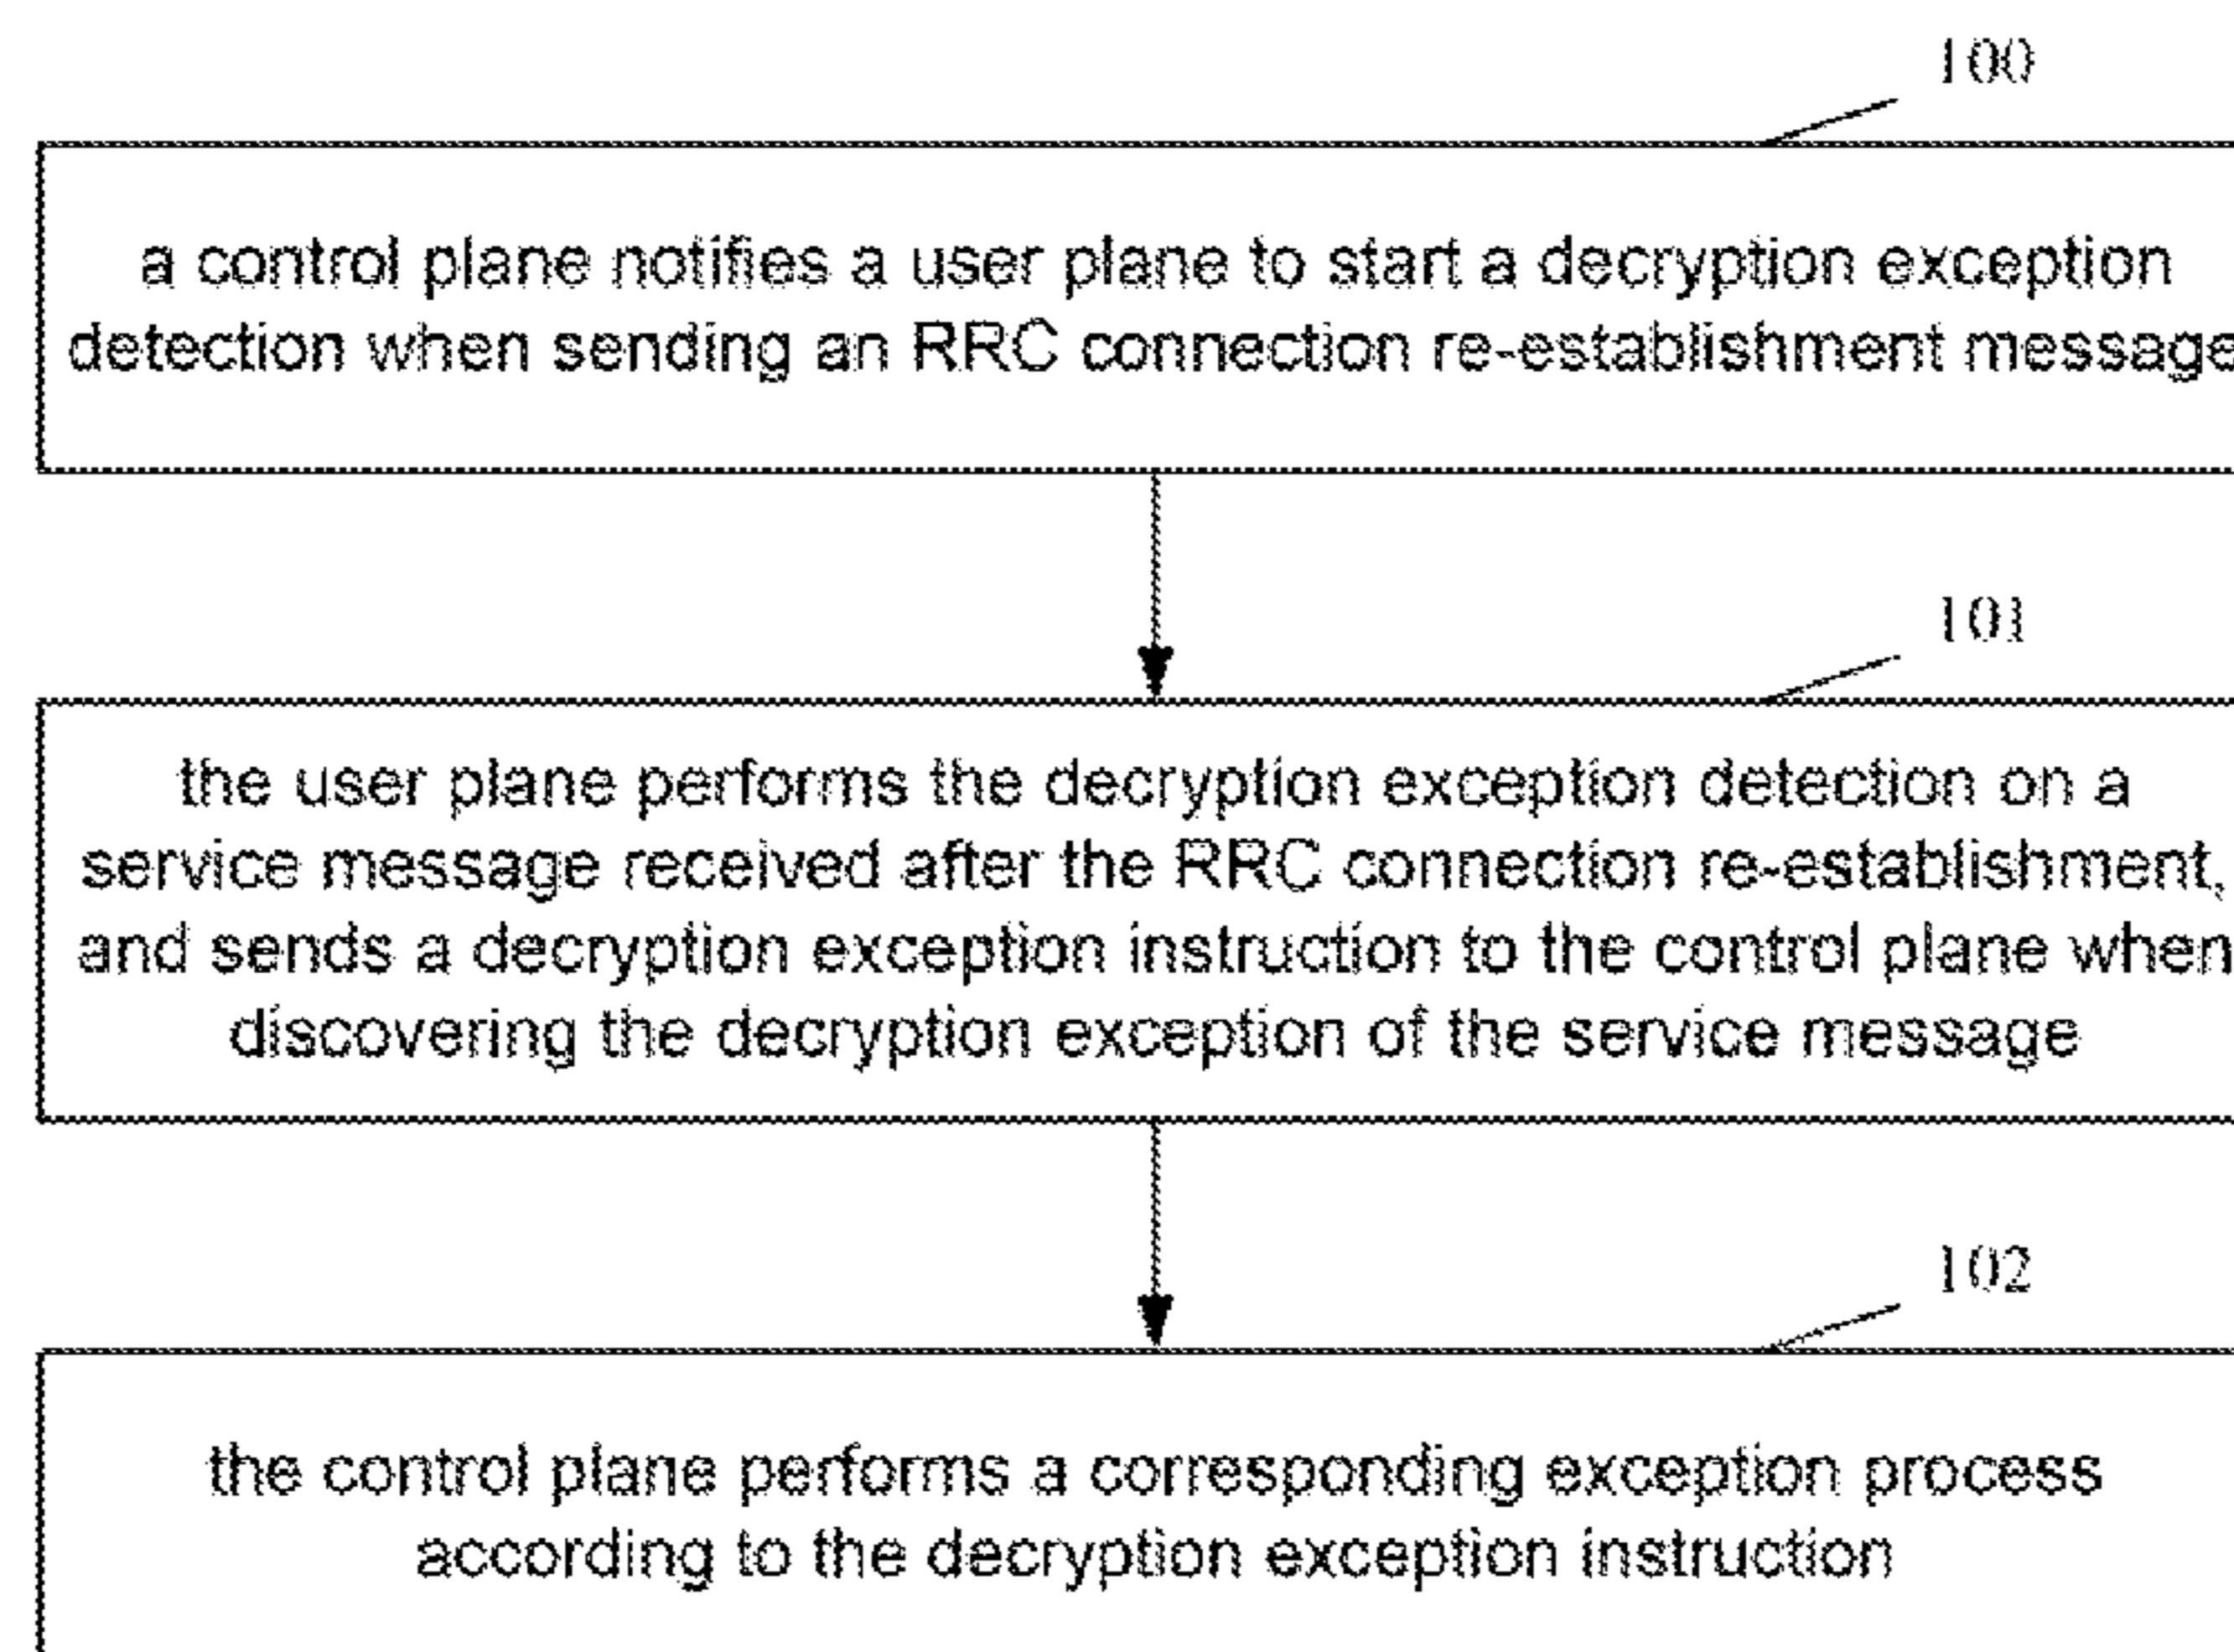 100
a control plane notifies a user plane to start a decryption exception
detection when sending an RRC connection re-establishment message
101
the user plane performs the decryption exception detection on a
service message received after the RRC connection re-establishment,
and sends a decryption exception instruction to the control plane when
discovering the decryption exception of the service message
102
the control plane performs a corresponding exception process
according to the decryption exception instruction